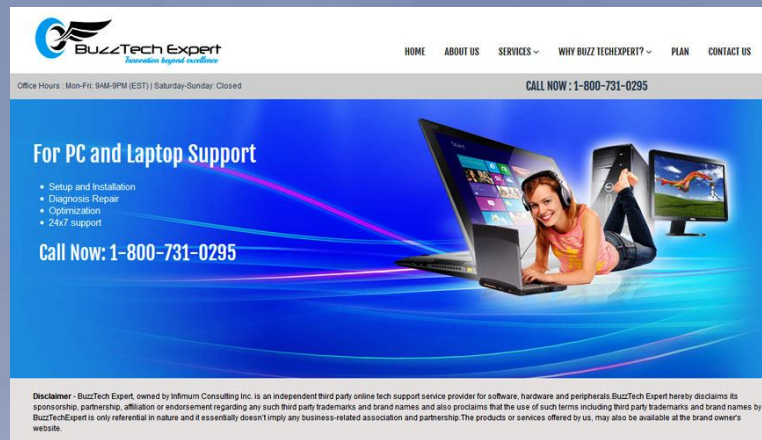 BuzzTech Expert
Innovation beyond excellence
HOME ABOUT US SERVICES WHY BUZZ TECHEXPERT? PLAN CONTACT US
Office Hours : Mon-Fri: 9AM-9PM (EST) | Saturday-Sunday: Closed
CALL NOW : 1-800-731-0295
For PC and Laptop Support
Setup and Installation
Diagnosis Repair
Optimization
24x7 support
Call Now: 1-800-731-0295
Start
Disclaimer - BuzzTech Expert, owned by Infimum Consulting Inc. is an independent third party online tech support service provider for software, hardware and peripherals.BuzzTech Expert hereby disclaims its
sponsorship, partnership, affiliation or endorsement regarding any such third party trademarks and brand names and also proclaims that the use of such terms including third party trademarks and brand names by
BuzzTechExpert is only referential in nature and it essentially doesn't imply any business-related association and partnership.The products or services offered by us, may also be available at the brand owner's
website.